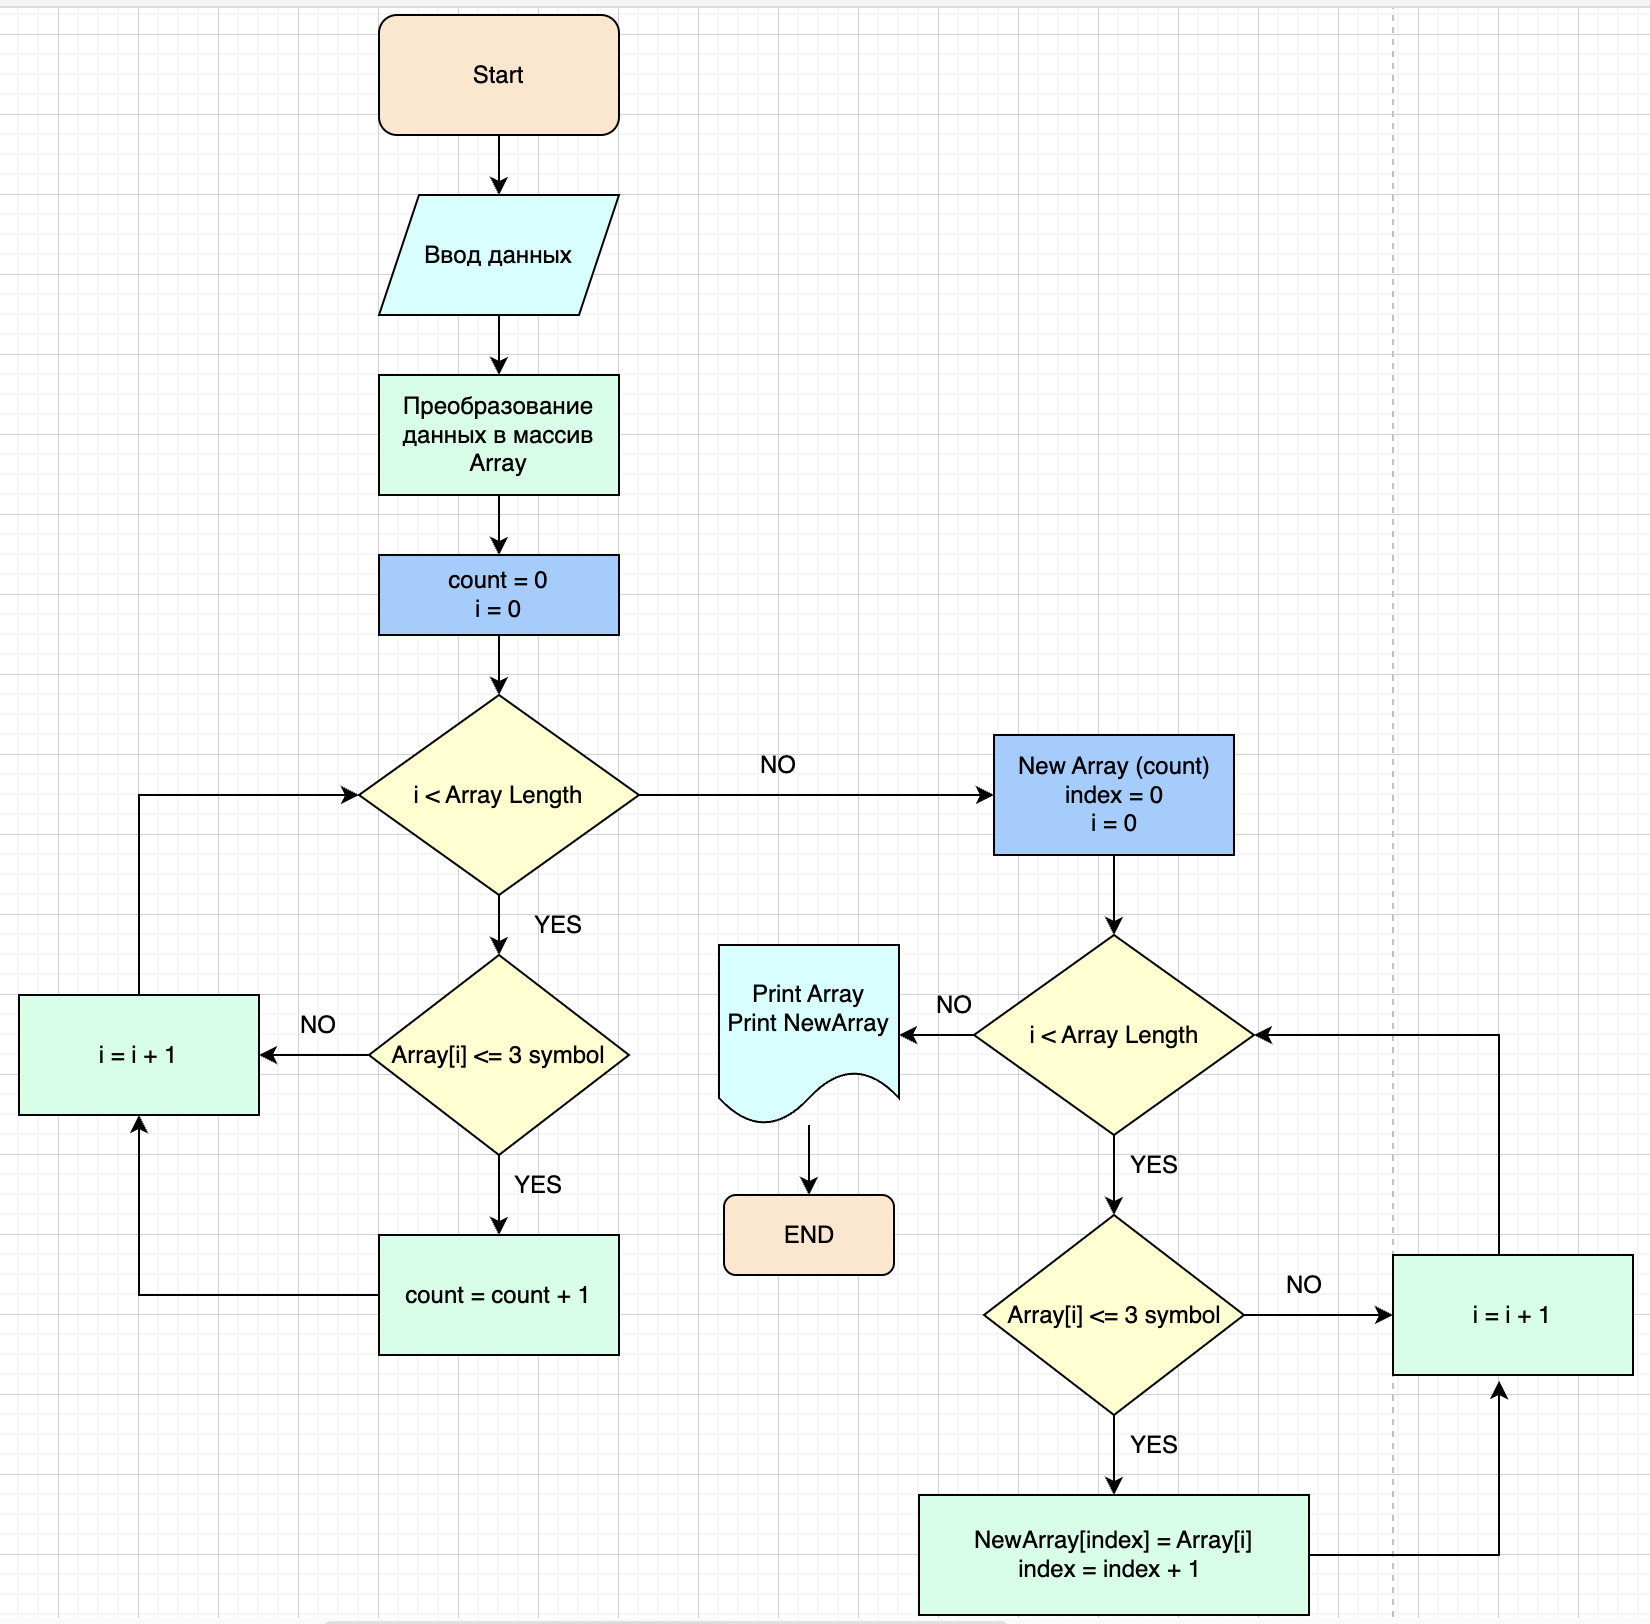 Start
Ввод данных
Преобразование
данных в массив
Array
count = 0
i = 0
i < Array Length
NO
New Array (count)
index = 0
i = 0
YES
Array[i] <= 3 symbol
NO
i = i + 1
YES
count = count + 1
i < Array Length
NO
Print Array
Print NewArray
END
YES
Array[i] <= 3 symbol
NO
i = i + 1
YES
NewArray[index] = Array[i]
index = index + 1